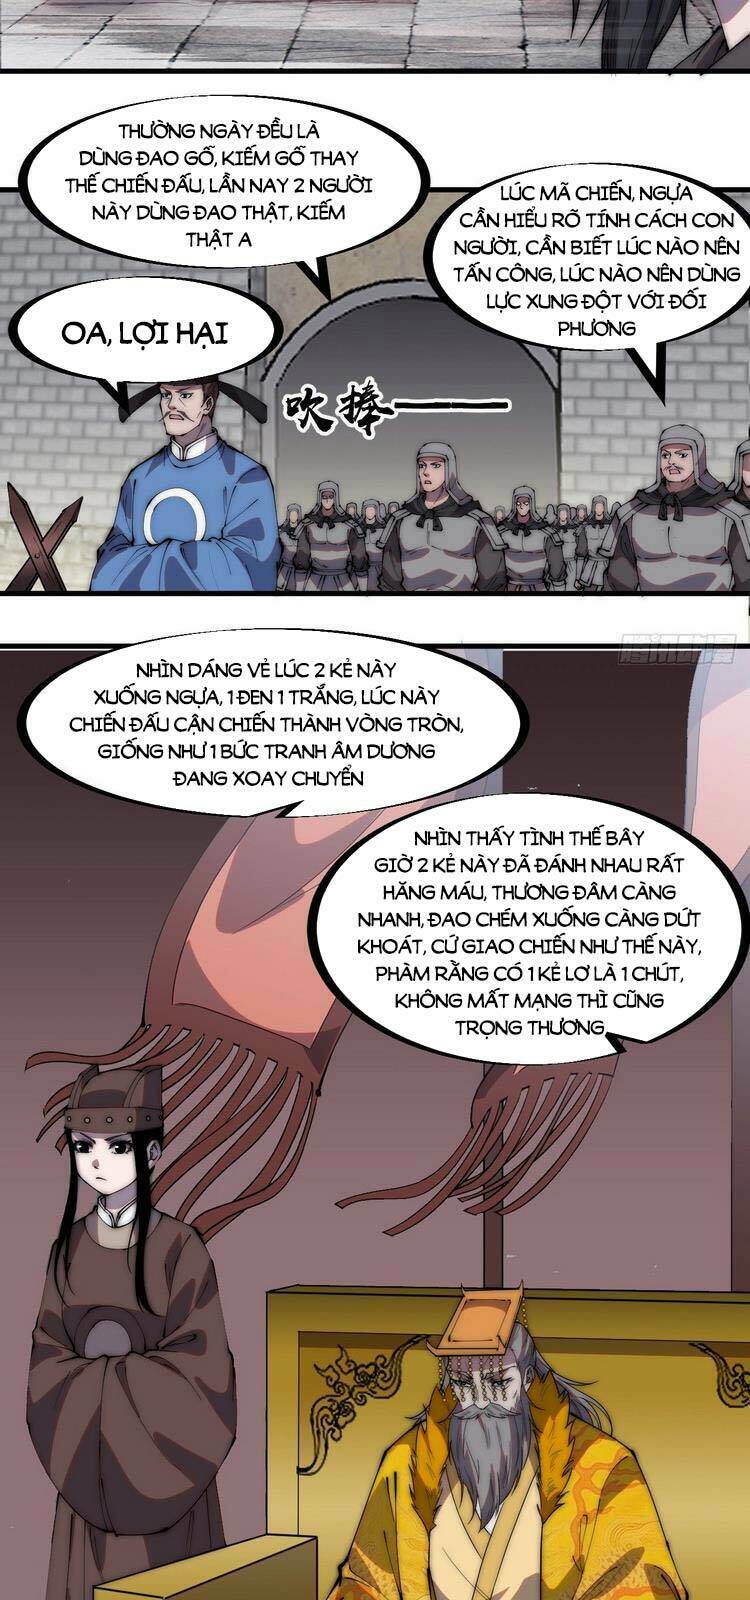 THƯỜNG NGÀY ĐỀU LÀ
DÙNG ĐAO GỖ, KIẾM GỖ THAY
THẾ CHIẾN ĐẤU, LẦN NAY 2 NGƯỜI
NÀY DÙNG ĐAO THẬT, KIẾM
THẬT A
LÚC MÃ CHIẾN, NGỰA
CẦN HIỂU RÕ TÍNH CÁCH CON
NGƯỜI, CẦN BIẾT LÚC NÀO NÊN
TẤN CÔNG, LÚC NÀO NÊN DÙNG
LỰC XUNG ĐỘT VỚI ĐỐI
PHƯƠNG
OA, LỢI HẠI
吹捧——
腾讯动漫
NHÌN DÁNG VẺ LÚC 2 KẺ NÀY
XUỐNG NGỰA, 1 ĐEN 1 TRẮNG, LÚC NÀY
CHIẾN ĐẤU CẬN CHIẾN THÀNH VÒNG TRÒN,
GIỐNG NHƯ 1 BỨC TRANH ÂM DƯƠNG
ĐANG XOAY CHUYỂN
NHÌN THẤY TÌNH THẾ BÂY
GIỜ 2 KẺ NÀY ĐÃ ĐÁNH NHAU RẤT
HĂNG MÁU, THƯƠNG ĐÂM CÀNG
NHANH, ĐAO CHÉM XUỐNG CÀNG DỨT
KHOÁT, CỨ GIAO CHIẾN NHƯ THẾ NÀY,
PHÀM RẰNG CÓ 1 KẺ LƠ LÀ 1 CHÚT,
KHÔNG MẤT MẠNG THÌ CŨNG
TRỌNG THƯƠNG